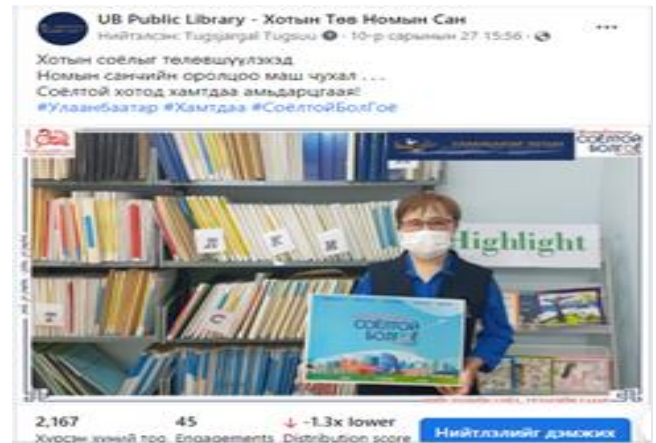 UB Public Library - Хотын Төв Номын Сан
Нийтэлсэн: Tugsjargal Tugsuu · 10-р сарынын 27 15:56 ·
Хотын соёлыг төлөвшүүлэхэд
Номын санчийн оролцоо маш чухал . . .
Соёлтой хотод хамтдаа амьдарцгаая!
#Улаанбаатар #Хамтдаа #СоёлтойБолГоё
СОЁЛТОЙ
БОЛГОЁ
Highlight
Л
К
И
СОЁЛТОЙ
БОЛГОЁ
Т
С
2,167
45
↓ -1.3x lower
Хүрсэн хүний тоо
Engagements
Distribution score
Нийтлэлийг дэмжих